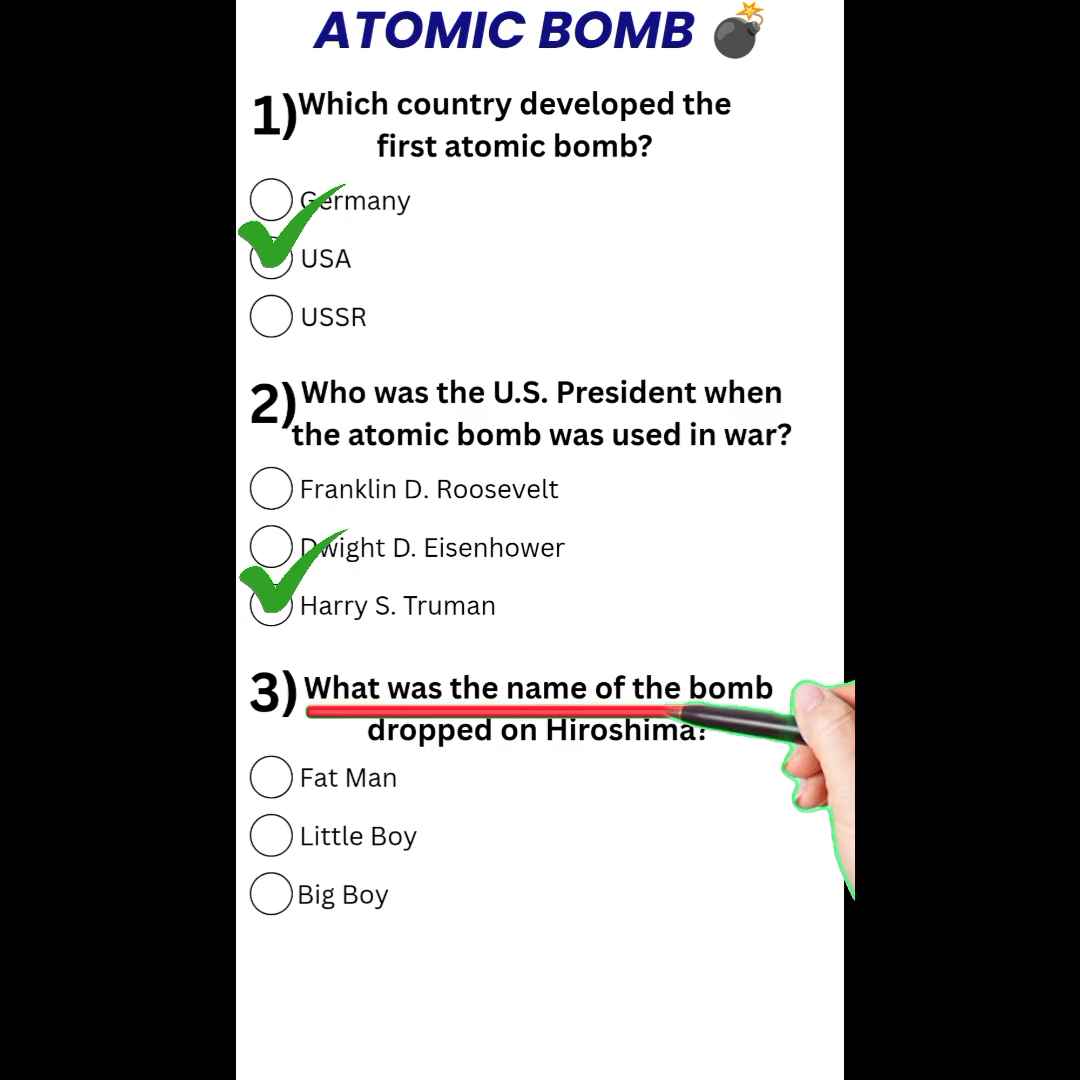 ATOMIC BOMB
1) Which country developed the
first atomic bomb?
Germany
USA
USSR
2) Who was the U.S. President when
the atomic bomb was used in war?
Franklin D. Roosevelt
Dwight D. Eisenhower
Harry S. Truman
3) What was the name of the bomb
dropped on Hiroshima?
Fat Man
Little Boy
Big Boy